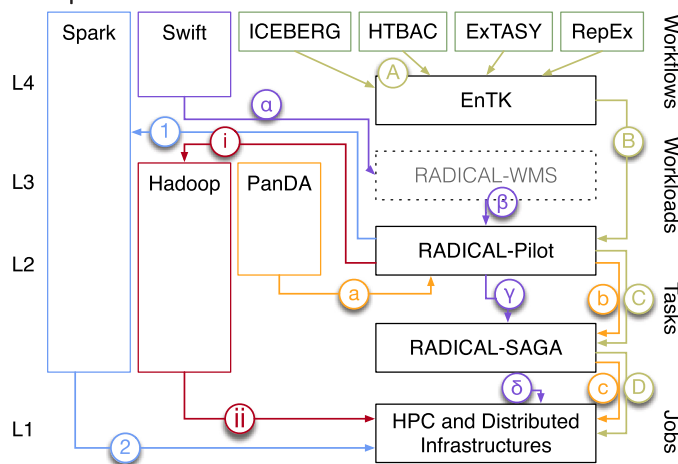 Spark
Swift
ICEBERG
HTBAC
ExTASY
RepEx
Workflows
L4
A
EnTK
α
1
i
B
L3
Hadoop
PanDA
RADICAL-WMS
Workloads
β
L2
RADICAL-Pilot
a
γ
b
C
Tasks
RADICAL-SAGA
δ
c
D
L1
ii
2
HPC and Distributed
Infrastructures
Jobs